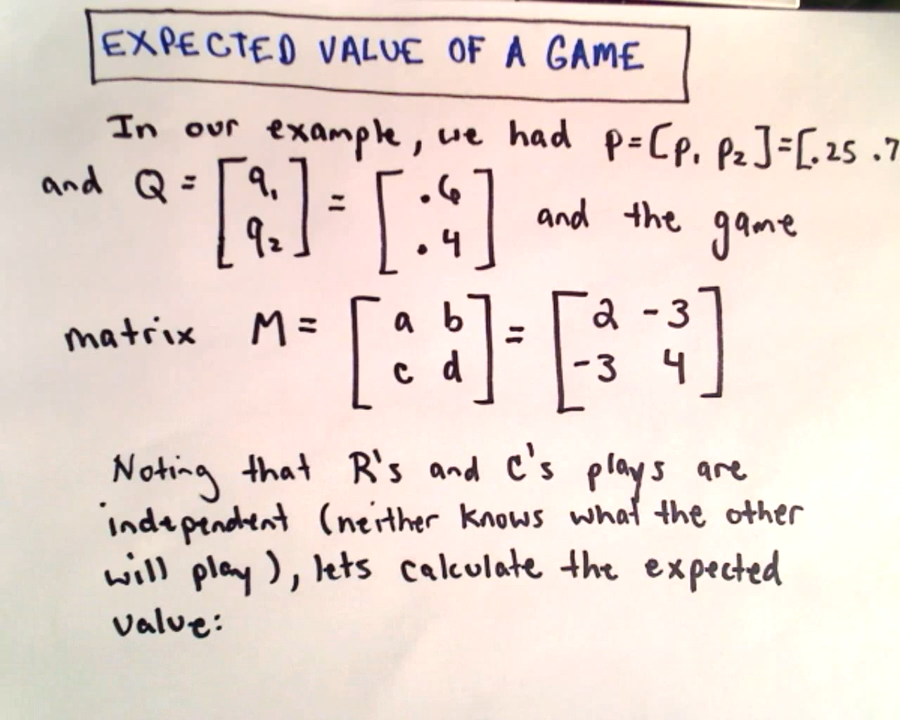 EXPECTED VALUE OF A GAME
In our example, we had P=[P₁ P₂]=[.25 .7
and Q = [q₁ q₂] = [.6 .4] and the game
matrix M = [a b c d] = [2 -3 -3 4]
Noting that R's and C's plays are
independent (neither knows what the other
will play), lets calculate the expected
value: